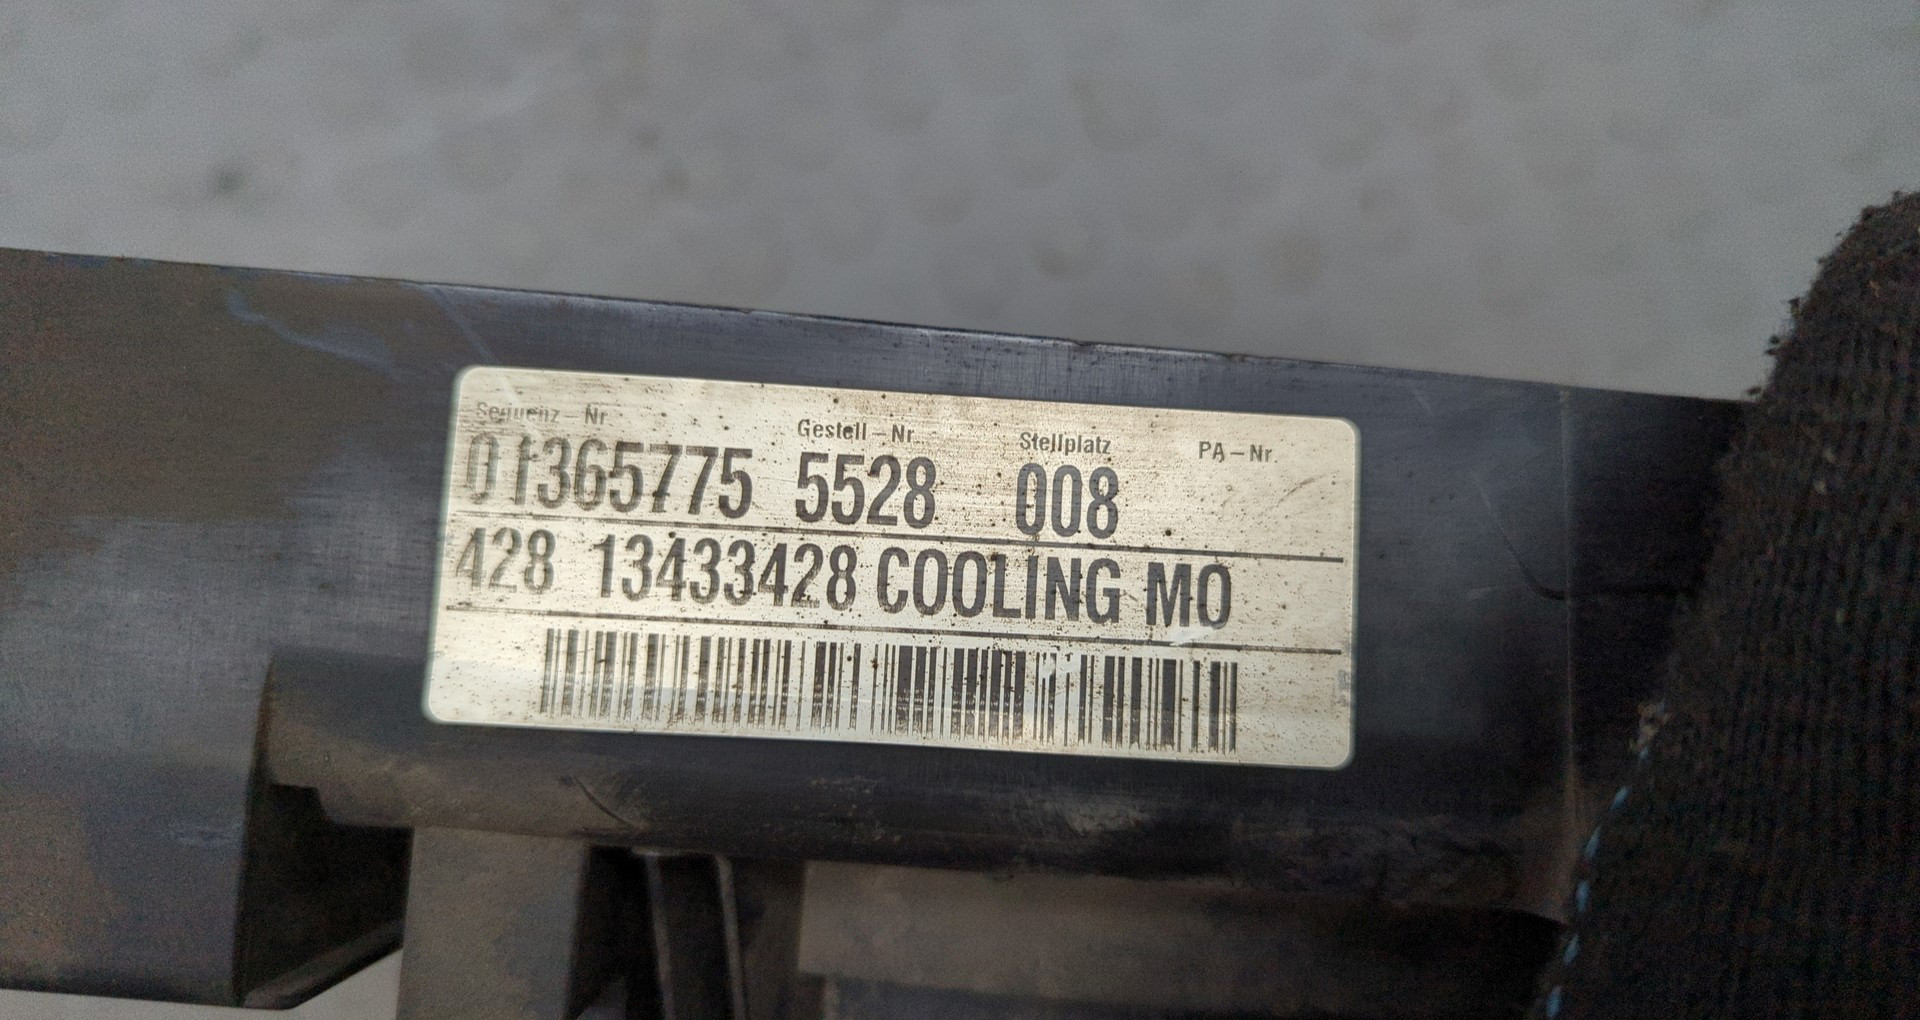 Sequenz-Nr Gestell-Nr. Stellplatz PA-Nr.
01365775 5528 008
428 13433428 COOLING MO